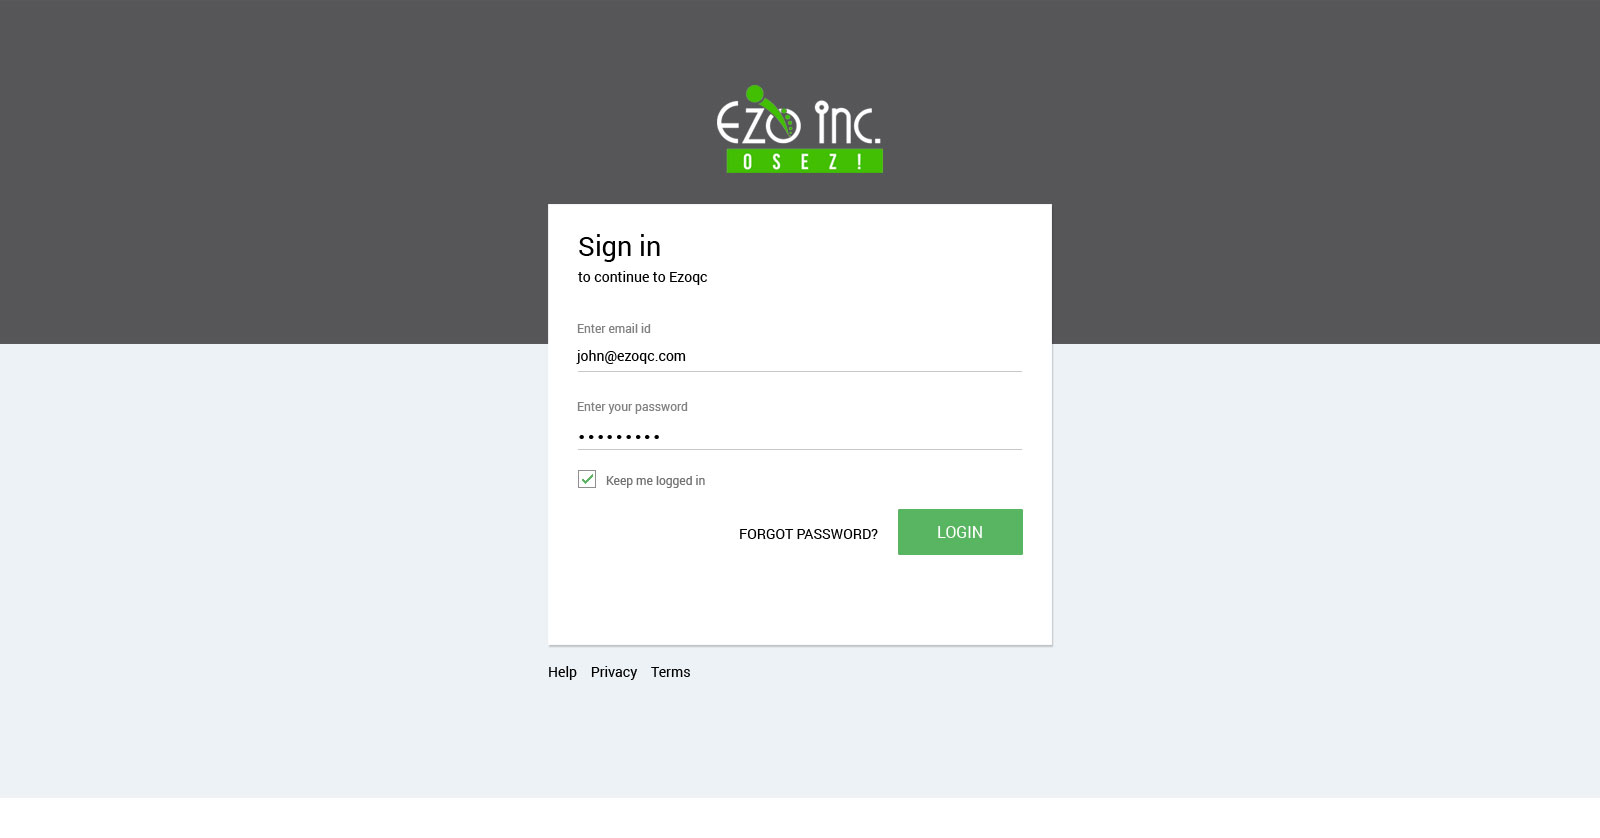 Ezo inc.
OSEZ!
Sign in
to continue to Ezoqc
Enter email id
john@ezoqc.com
Enter your password
•••••••••
Keep me logged in
FORGOT PASSWORD? LOGIN
Help Privacy Terms